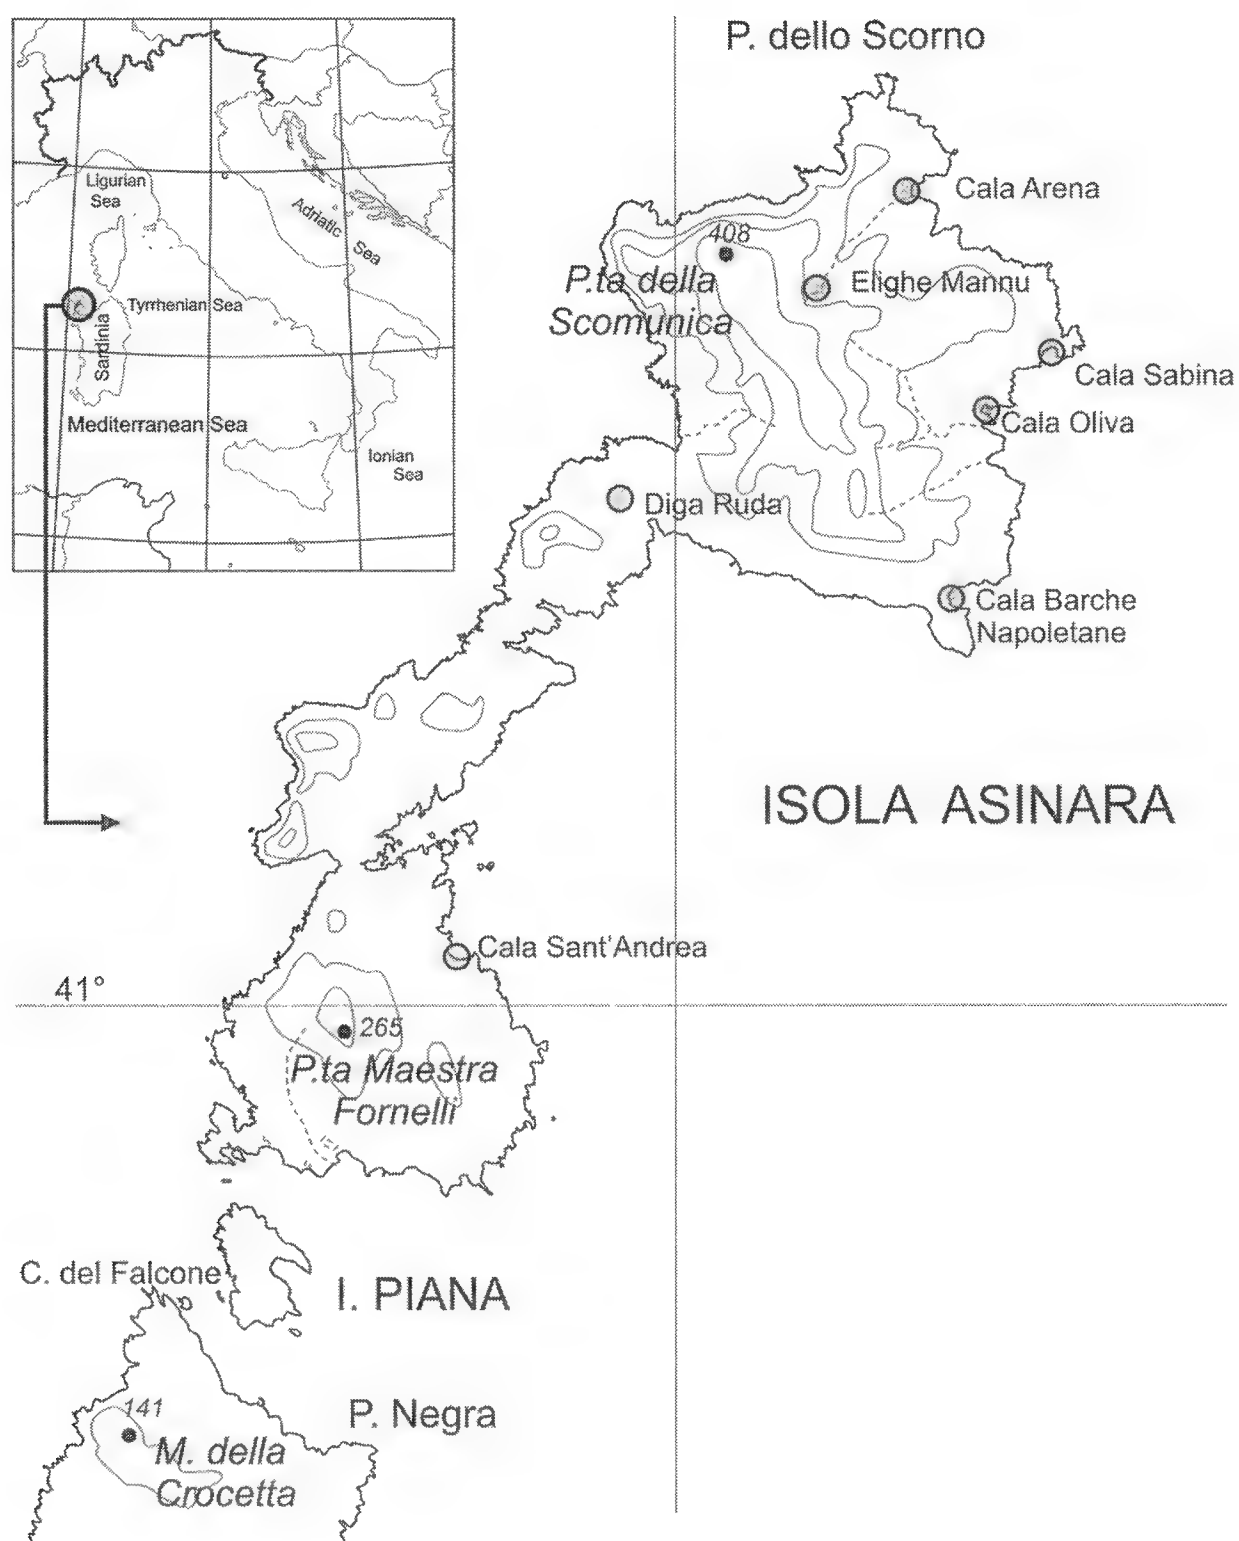 P. dello Scorno
Ligurian
Sea
Adriatic
Sea
Tyrrhenian Sea
Sardinia
Mediterranean Sea
Ionian
Sea
Cala Arena
408
P.ta della
Scomunica
Elighe Mannu
Cala Sabina
Cala Oliva
Diga Ruda
Cala Barche
Napoletane
ISOLA ASINARA
Cala Sant'Andrea
41°
265
P.ta Maestra
Fornelli
C. del Falcone
I. PIANA
141
P. Negra
M. della
Crocetta